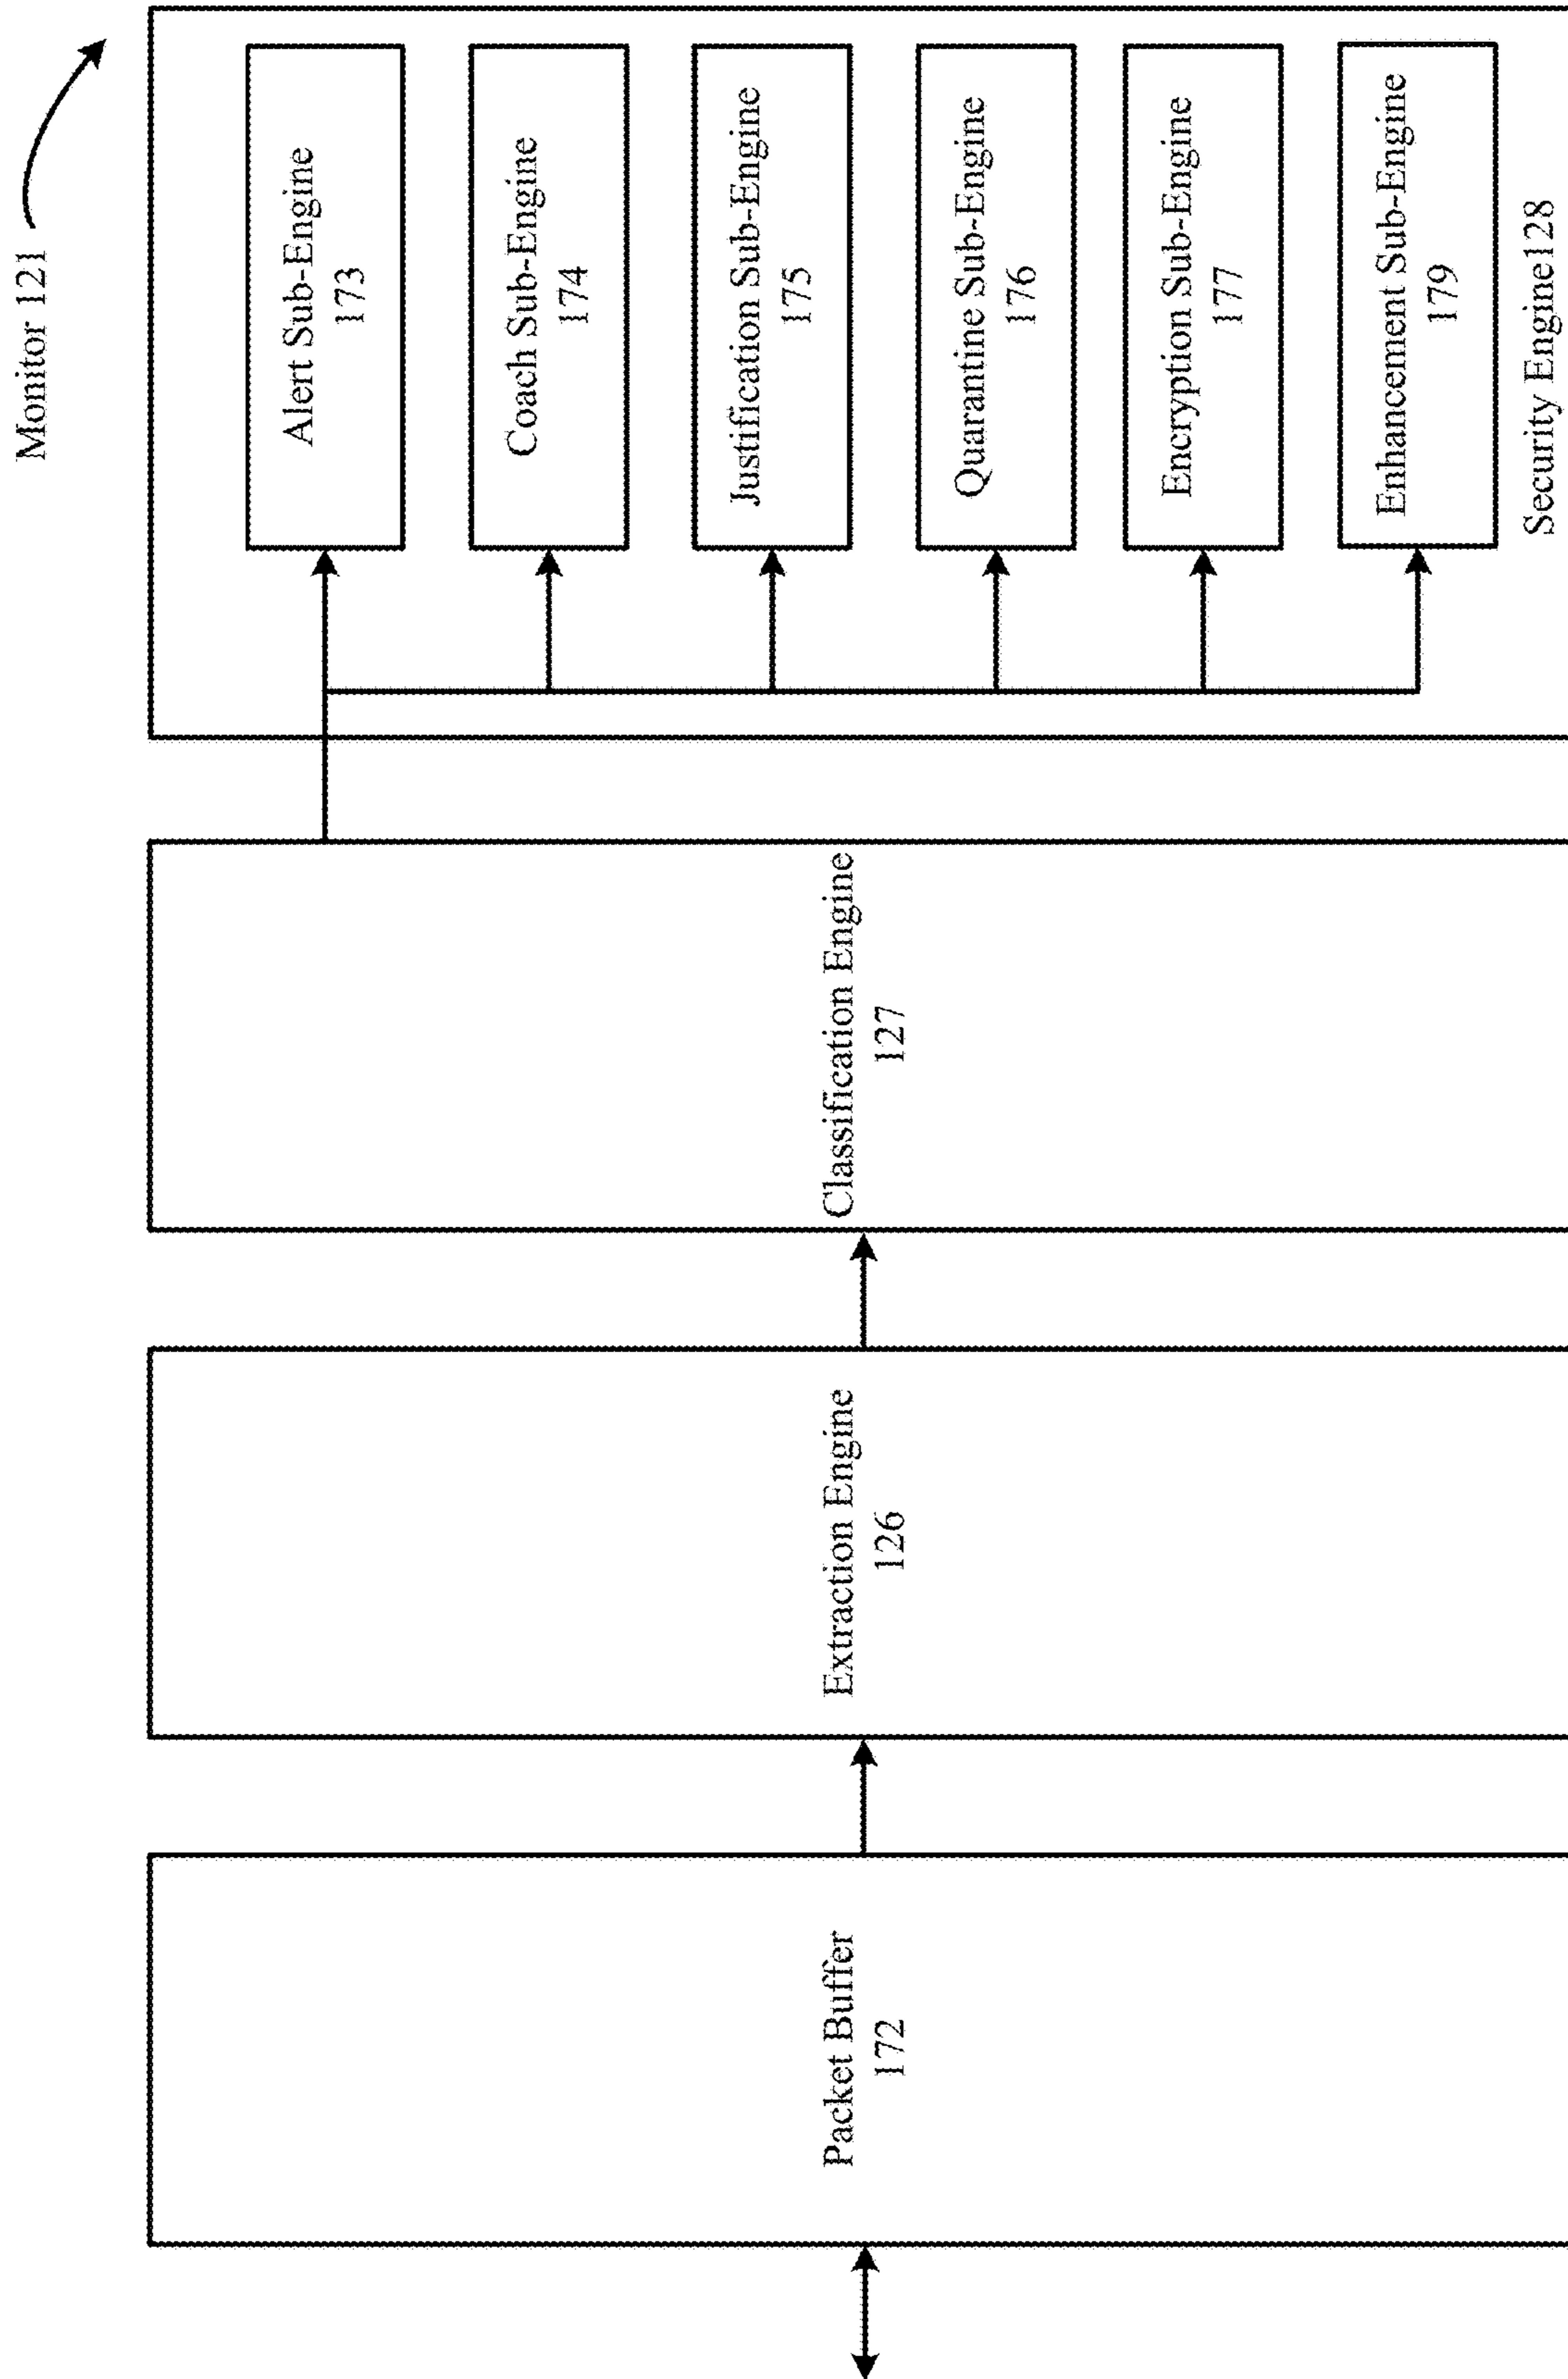 Monitor 121
Packet Buffer
172
Extraction Engine
126
Classification Engine
127
Alert Sub-Engine
173
Coach Sub-Engine
174
Justification Sub-Engine
175
Quarantine Sub-Engine
176
Encryption Sub-Engine
177
Enhancement Sub-Engine
179
Security Engine128